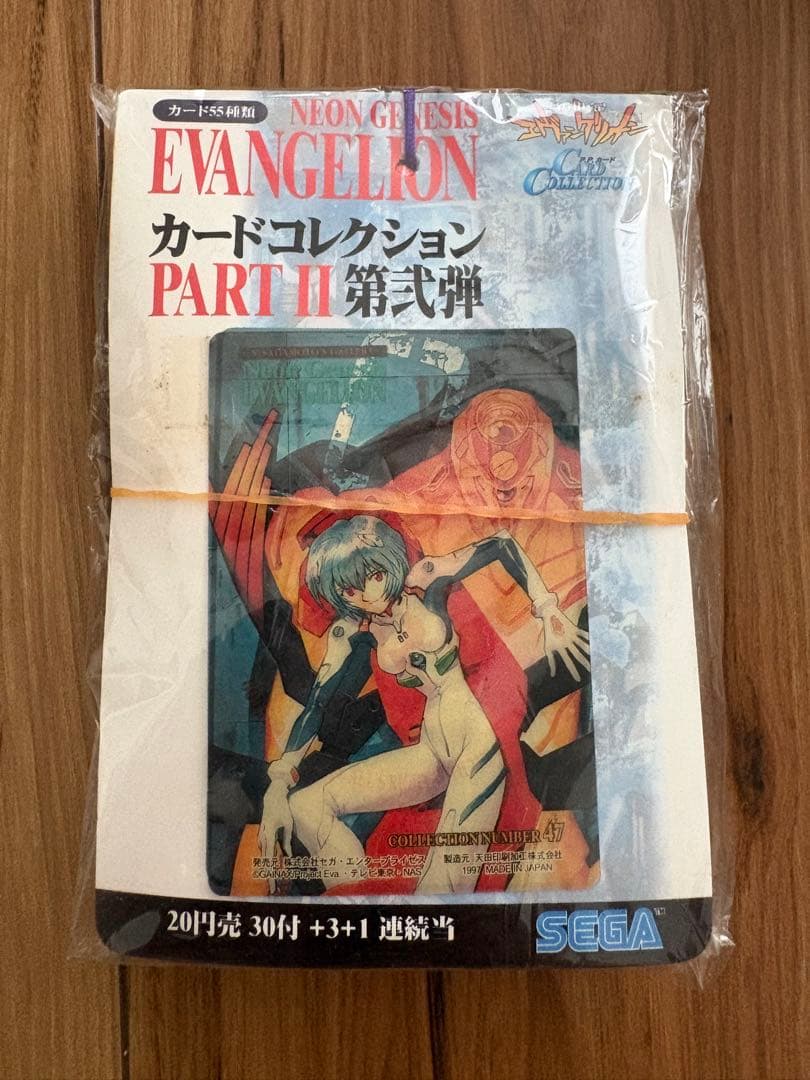 カード55種類
NEON GENESIS
EVANGELION
エヴァンゲリオン
P.P.カード
CARD
COLLECTION
カードコレクション
PART II 第弐弾
Neon Genesis
EVANGELION
COLLECTION NUMBER 47
発売元 株式会社セガ・エンタープライゼス
製造元 天田印刷加工株式会社
©GAINAX/Project Eva.・テレビ東京・NAS
1997 MADE IN JAPAN
20円売 30付 +3+1 連続当
SEGA™